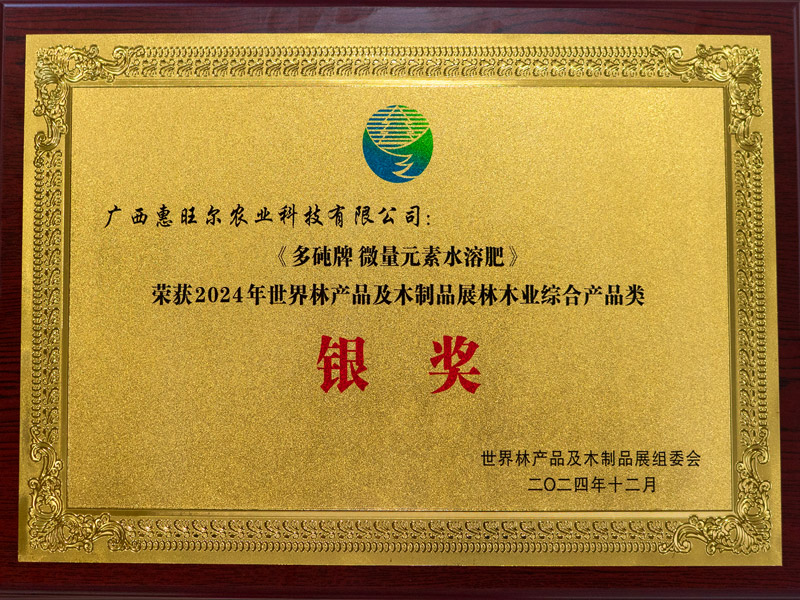 广西惠旺尔农业科技有限公司：
《多砘牌 微量元素水溶肥》
荣获2024年世界林产品及木制品展林木业综合产品类
银 奖
世界林产品及木制品展组委会
二〇二四年十二月